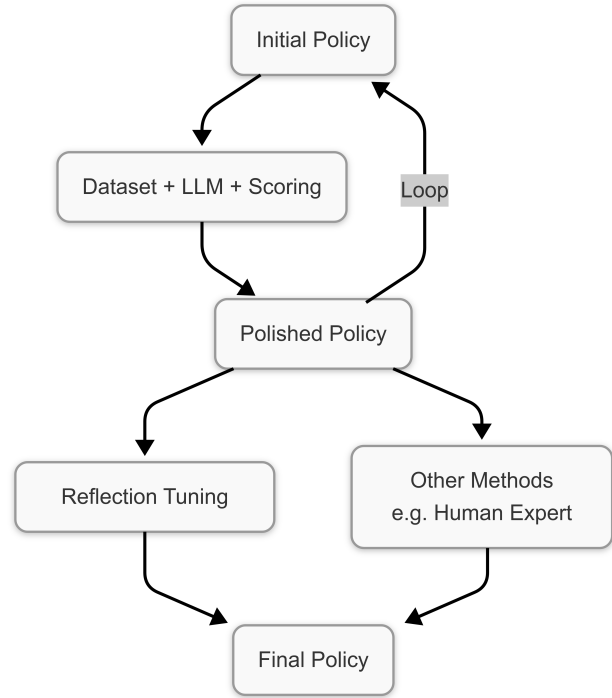 Initial Policy
Dataset + LLM + Scoring
Loop
Polished Policy
Reflection Tuning
Other Methods
e.g. Human Expert
Final Policy